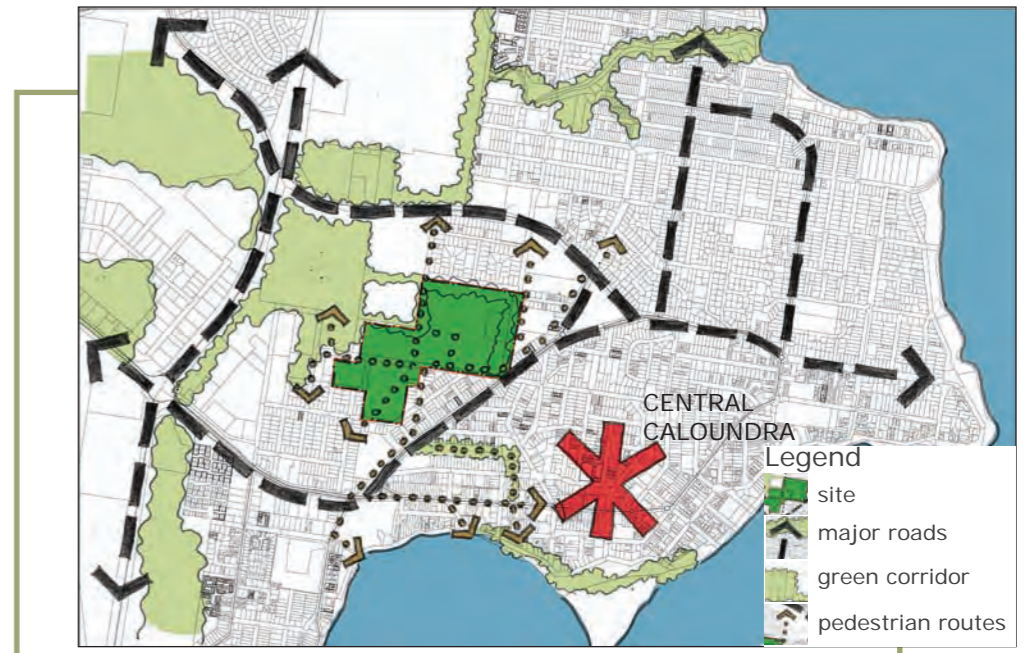 CENTRAL
CALOUNDRA
Legend
site
major roads
green corridor
pedestrian routes